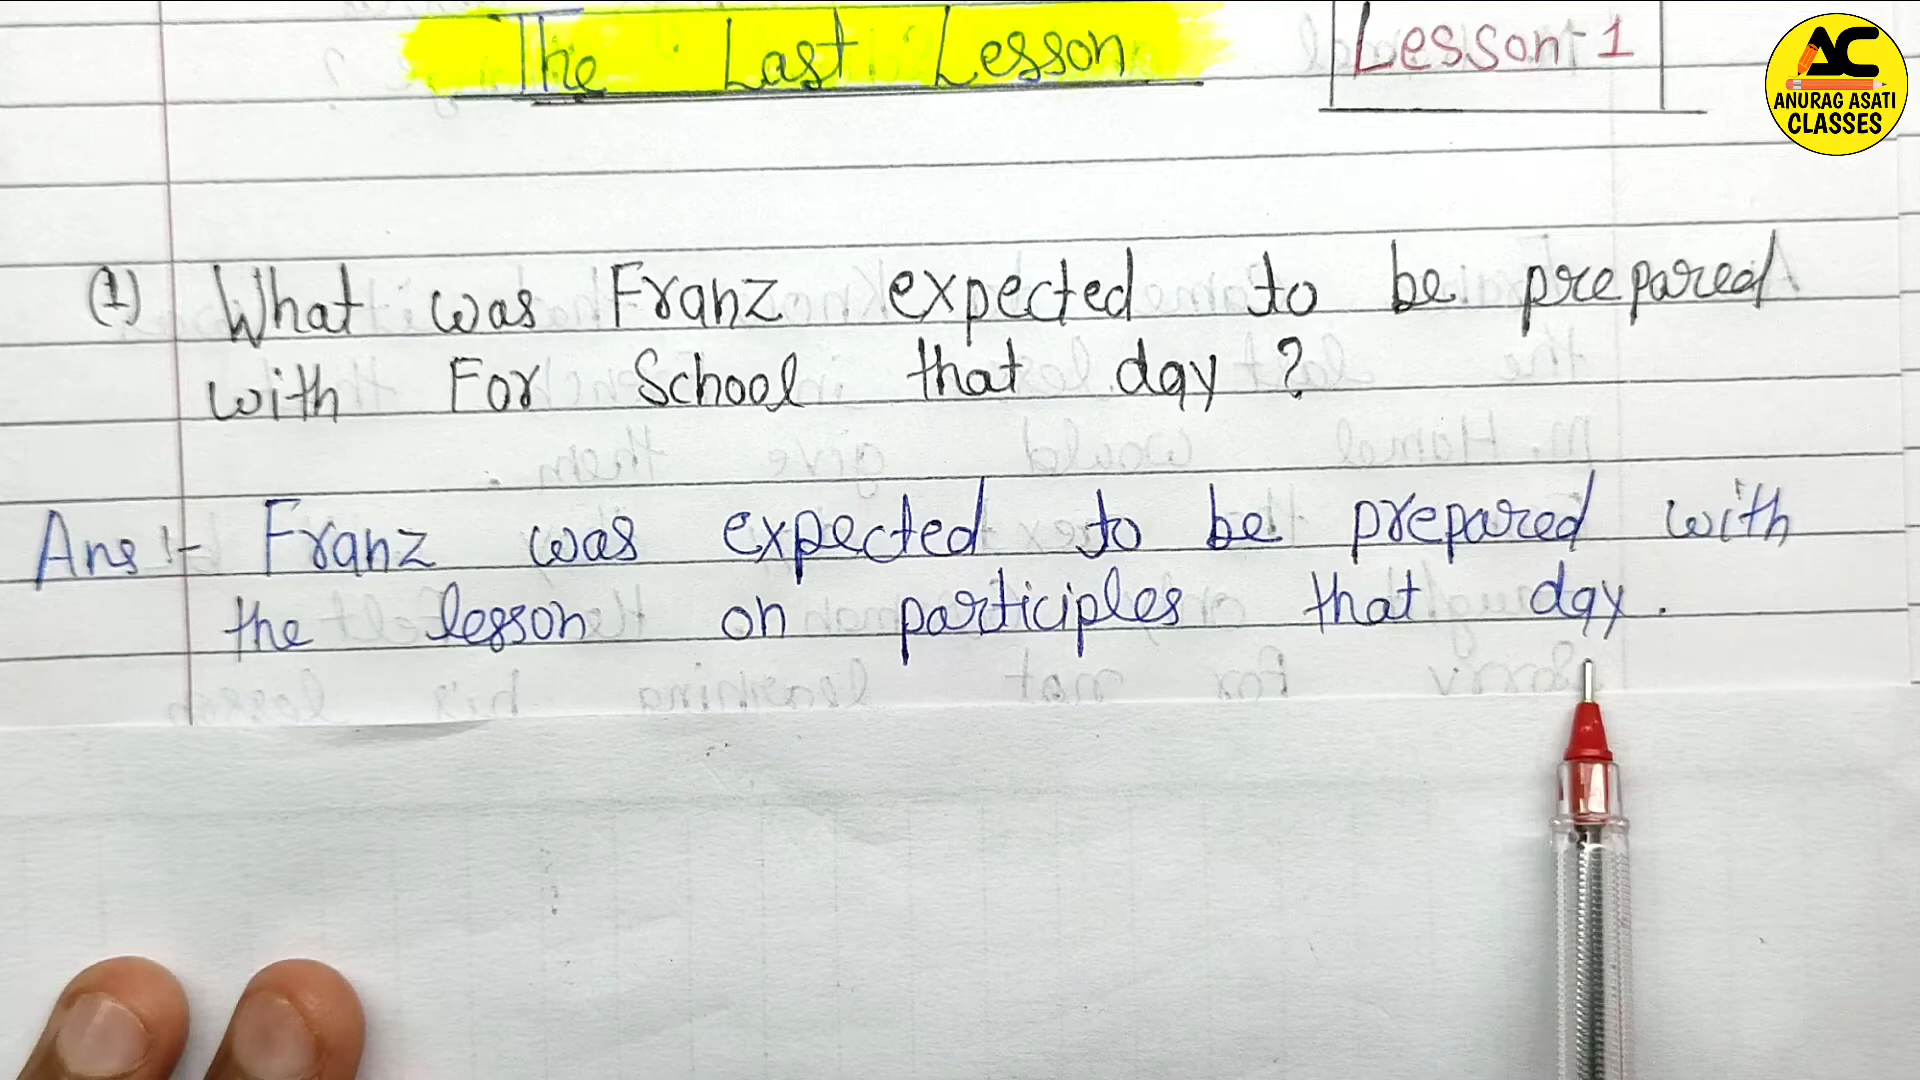 The Last Lesson
Lesson-1
AC
ANURAG ASATI
CLASSES
(1) What was Franz expected to be prepared
with For School that day ?
Ans :- Franz was expected to be prepared with
the lesson on participles that day.